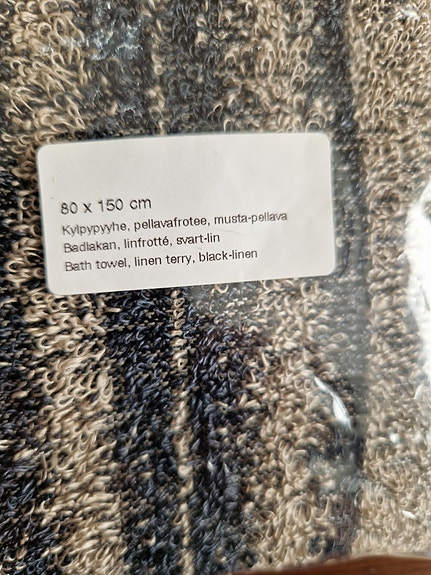 80 x 150 cm
Kylpypyyhe, pellavafrotee, musta-pellava
Badlakan, linfrotté, svart-lin
Bath towel, linen terry, black-linen